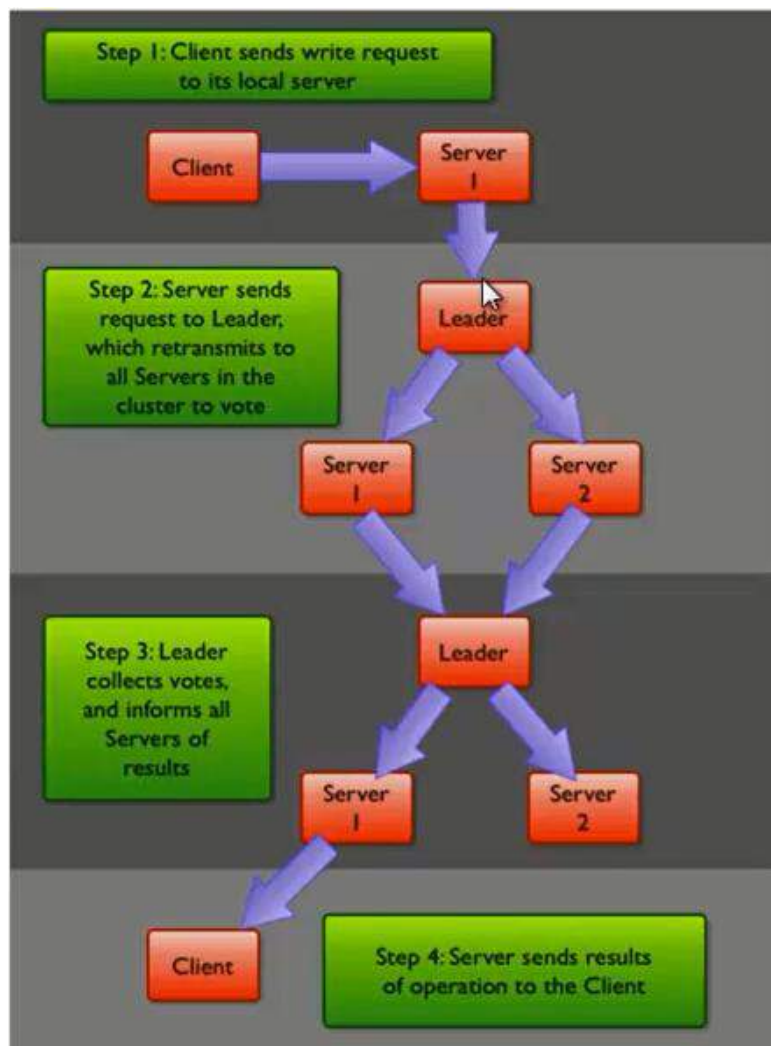 Step 1: Client sends write request
to its local server
Client
Server
1
Step 2: Server sends
request to Leader,
which retransmits to
all Servers in the
cluster to vote
Leader
Server
1
Server
2
Step 3: Leader
collects votes,
and informs all
Servers of
results
Leader
Server
1
Server
2
Client
Step 4: Server sends results
of operation to the Client